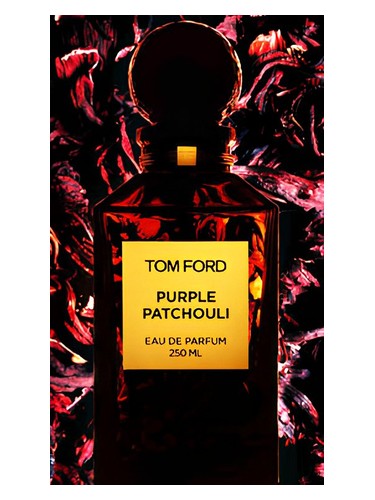 TOM FORD
PURPLE
PATCHOULI
EAU DE PARFUM
250 ML